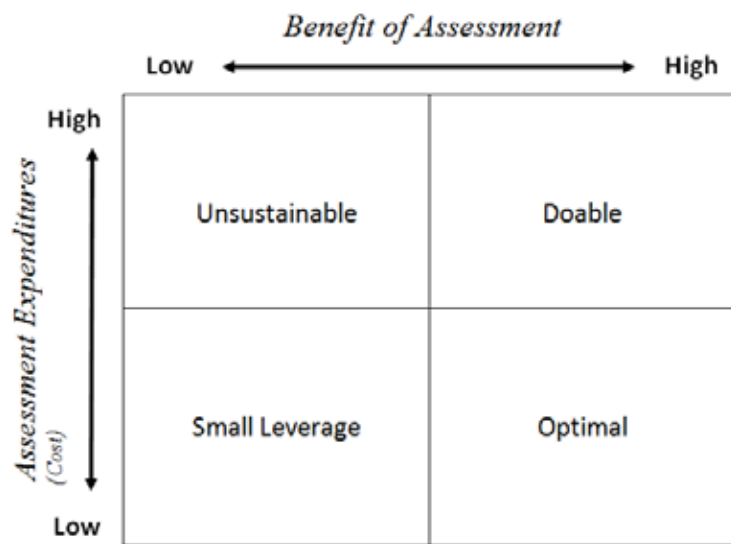 Benefit of Assessment
Low High
High
Unsustainable Doable
Assessment Expenditures
(Cost)
Small Leverage Optimal
Low